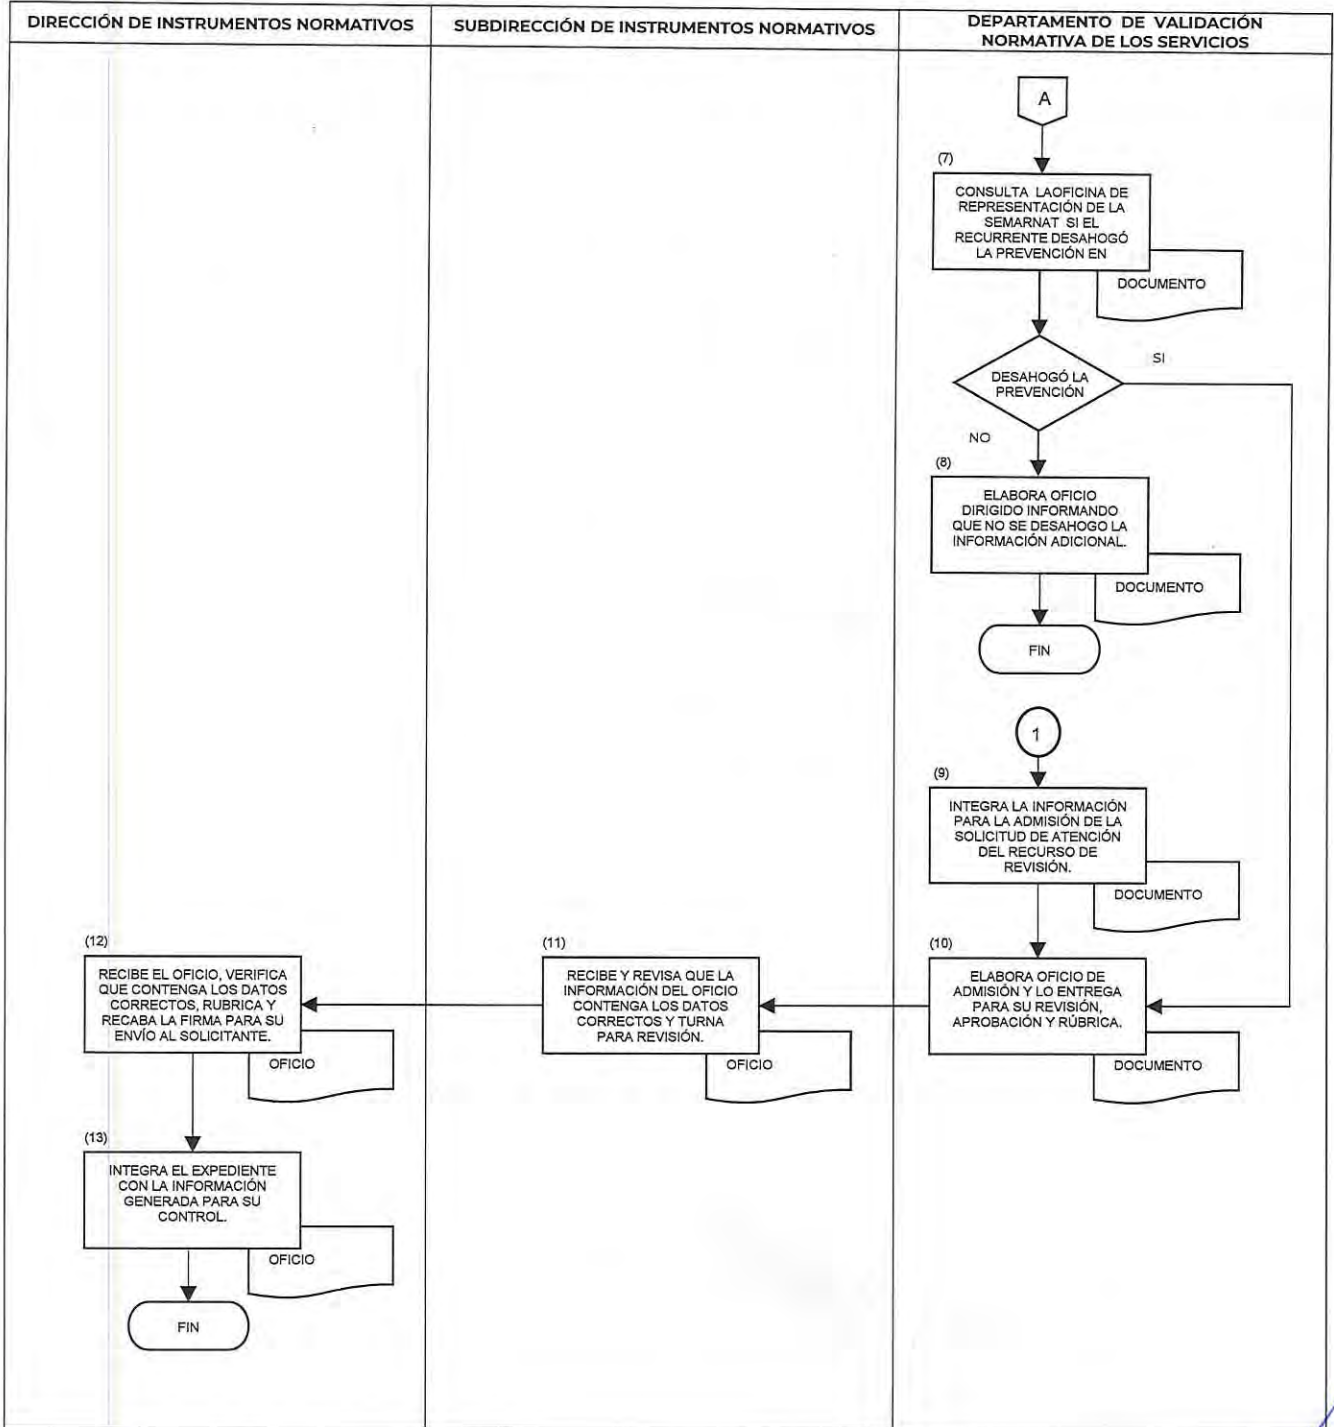 DIRECCIÓN DE INSTRUMENTOS NORMATIVOS
SUBDIRECCIÓN DE INSTRUMENTOS NORMATIVOS
DEPARTAMENTO DE VALIDACIÓN
NORMATIVA DE LOS SERVICIOS
A
(7)
CONSULTA LAOFICINA DE
REPRESENTACIÓN DE LA
SEMARNAT SI EL
RECURRENTE DESAHOGÓ
LA PREVENCIÓN EN
DOCUMENTO
DESAHOGÓ LA
PREVENCIÓN
SI
NO
(8)
ELABORA OFICIO
DIRIGIDO INFORMANDO
QUE NO SE DESAHOGO LA
INFORMACIÓN ADICIONAL.
DOCUMENTO
FIN
1
(9)
INTEGRA LA INFORMACIÓN
PARA LA ADMISIÓN DE LA
SOLICITUD DE ATENCIÓN
DEL RECURSO DE
REVISIÓN.
DOCUMENTO
(10)
ELABORA OFICIO DE
ADMISIÓN Y LO ENTREGA
PARA SU REVISIÓN,
APROBACIÓN Y RÚBRICA.
DOCUMENTO
(11)
RECIBE Y REVISA QUE LA
INFORMACIÓN DEL OFICIO
CONTENGA LOS DATOS
CORRECTOS Y TURNA
PARA REVISIÓN.
OFICIO
(12)
RECIBE EL OFICIO, VERIFICA
QUE CONTENGA LOS DATOS
CORRECTOS, RUBRICA Y
RECABA LA FIRMA PARA SU
ENVÍO AL SOLICITANTE.
OFICIO
(13)
INTEGRA EL EXPEDIENTE
CON LA INFORMACIÓN
GENERADA PARA SU
CONTROL.
OFICIO
FIN